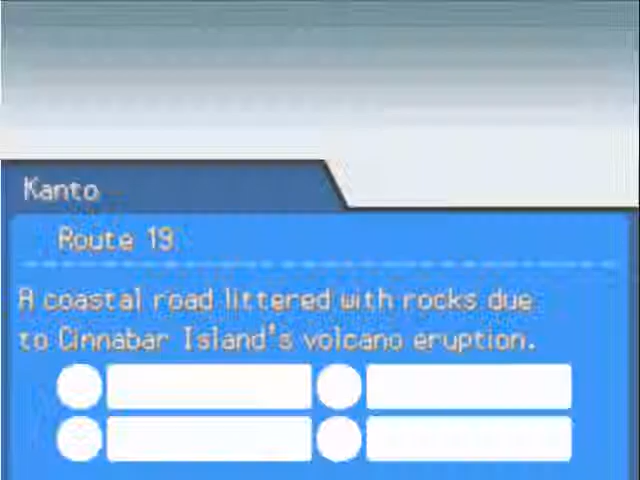 Kanto
Route 19
A coastal road littered with rocks due
to Cinnabar Island's volcano eruption.